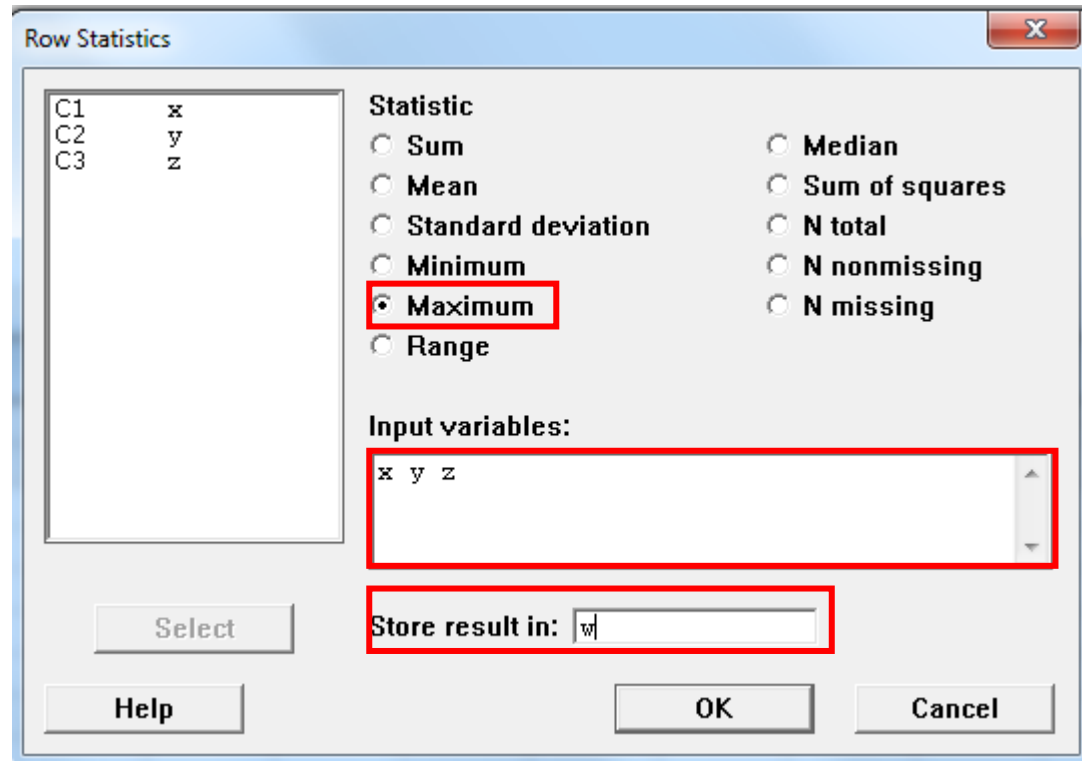 Row Statistics
x
C1 x
C2 y
C3 z
Statistic
Sum
Mean
Standard deviation
Minimum
Maximum
Range
Median
Sum of squares
N total
N nonmissing
N missing
Input variables:
x y z
Store result in: w
Select
Help
OK
Cancel